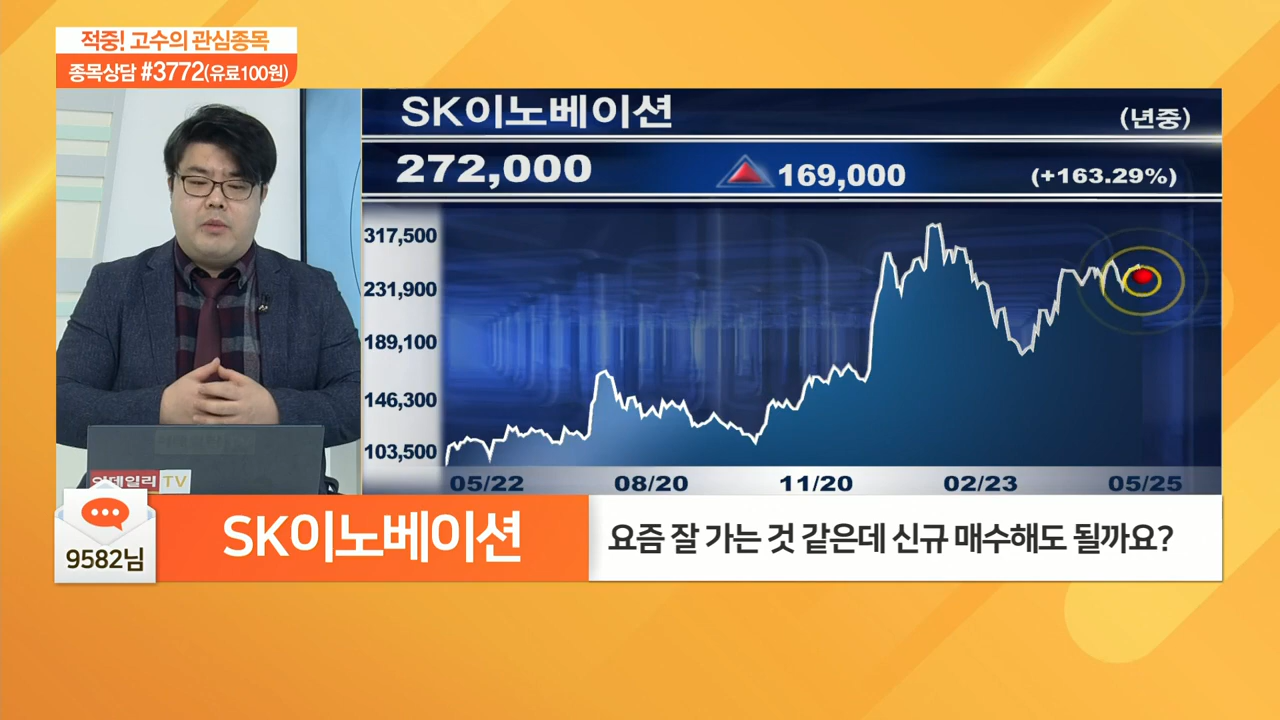 적중! 고수의 관심종목
종목상담 #3772(유료100원)
SK이노베이션
(년중)
272,000
169,000
(+163.29%)
317,500
231,900
189,100
146,300
103,500
05/22
08/20
11/20
02/23
05/25
이데일리 TV
9582님
SK이노베이션
요즘 잘 가는 것 같은데 신규 매수해도 될까요?